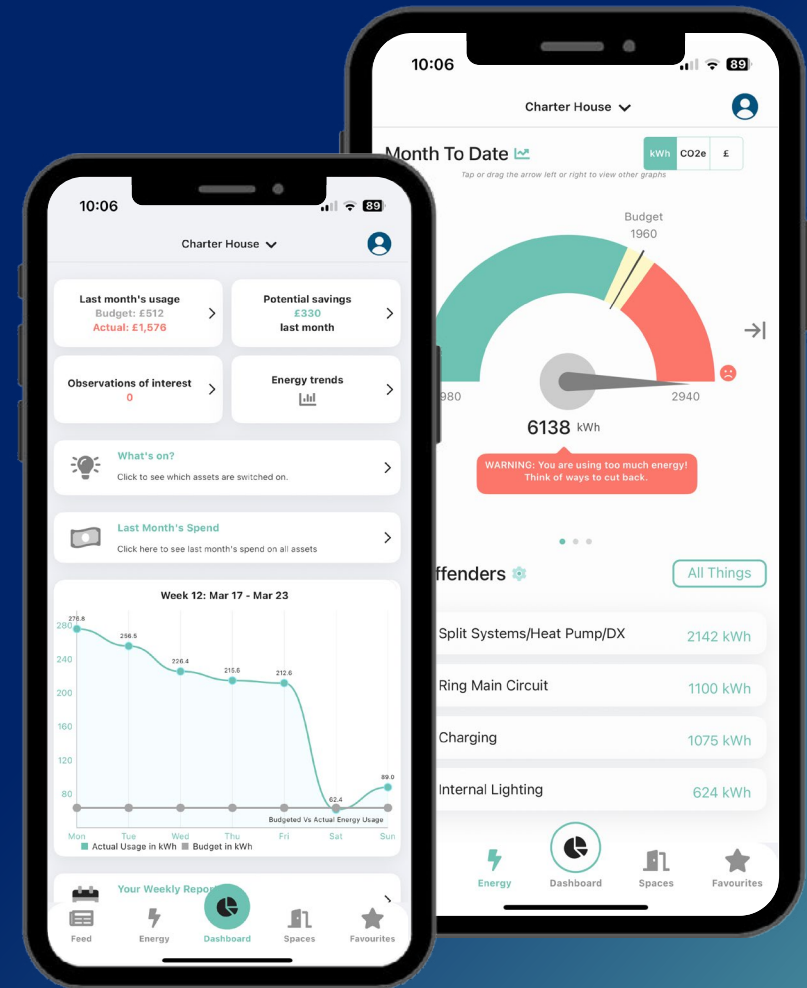 10:06
89
Charter House
Last month's usage
Budget: £512
Actual: £1,576
Potential savings
£330
last month
Observations of interest
0
Energy trends
What's on?
Click to see which assets are switched on.
Last Month's Spend
Click here to see last month's spend on all assets
Week 12: Mar 17 - Mar 23
280
240
200
160
120
80
276.8
256.5
226.4
215.5
212.6
62.4
89.0
Budgeted Vs Actual Energy Usage
Mon Tue Wed Thu Fri Sat Sun
Actual Usage in kWh Budget in kWh
Your Weekly Repor
Feed Energy Dashboard Spaces Favourites
10:06
89
Charter House
Month To Date
kWh CO2e £
Tap or drag the arrow left or right to view other graphs
Budget
1960
980
2940
6138 kWh
WARNING: You are using too much energy!
Think of ways to cut back.
ffenders
All Things
Split Systems/Heat Pump/DX 2142 kWh
Ring Main Circuit 1100 kWh
Charging 1075 kWh
Internal Lighting 624 kWh
Energy Dashboard Spaces Favourites